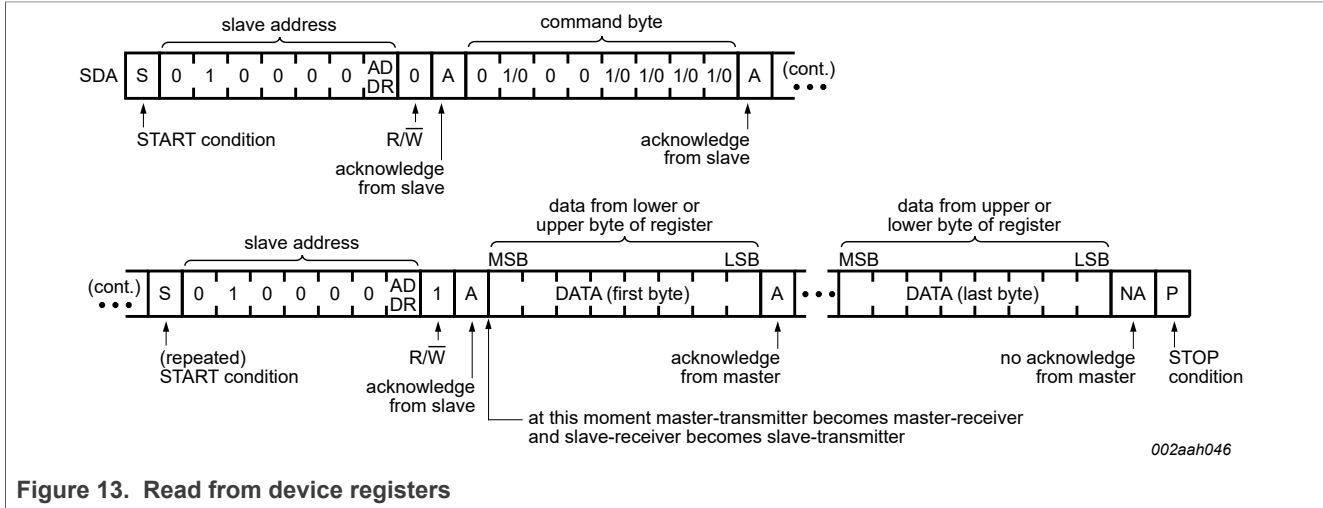 slave address
command byte
SDA S 0 1 0 0 0 0 AD DR 0 A 0 1/0 0 0 1/0 1/0 1/0 1/0 A (cont.)
START condition
R/W̅
acknowledge
from slave
acknowledge
from slave
data from lower or
upper byte of register
data from upper or
lower byte of register
slave address
MSB LSB MSB LSB
(cont.) S 0 1 0 0 0 0 AD DR 1 A DATA (first byte) A DATA (last byte) NA P
(repeated)
START condition
R/W̅
acknowledge
from slave
acknowledge
from master
no acknowledge
from master
STOP
condition
at this moment master-transmitter becomes master-receiver
and slave-receiver becomes slave-transmitter
002aah046
Figure 13. Read from device registers